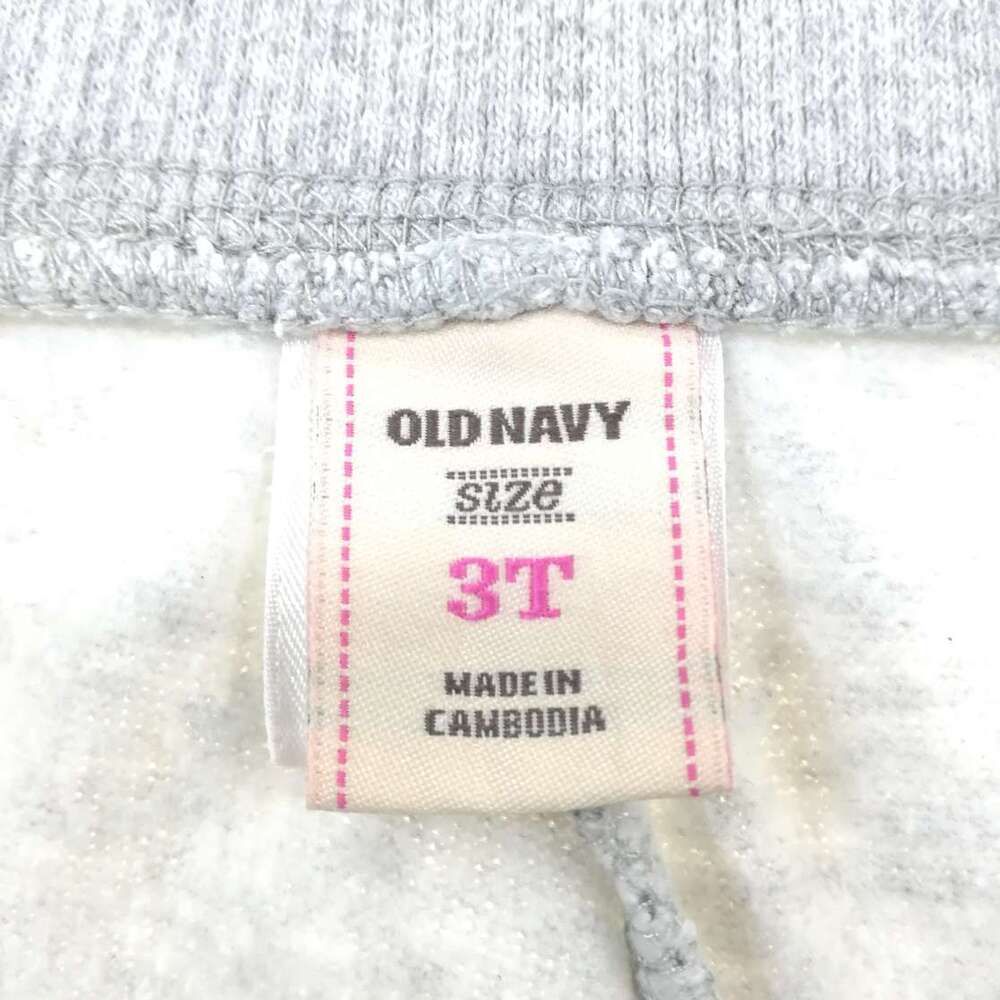 OLD NAVY
size
3T
MADE IN
CAMBODIA